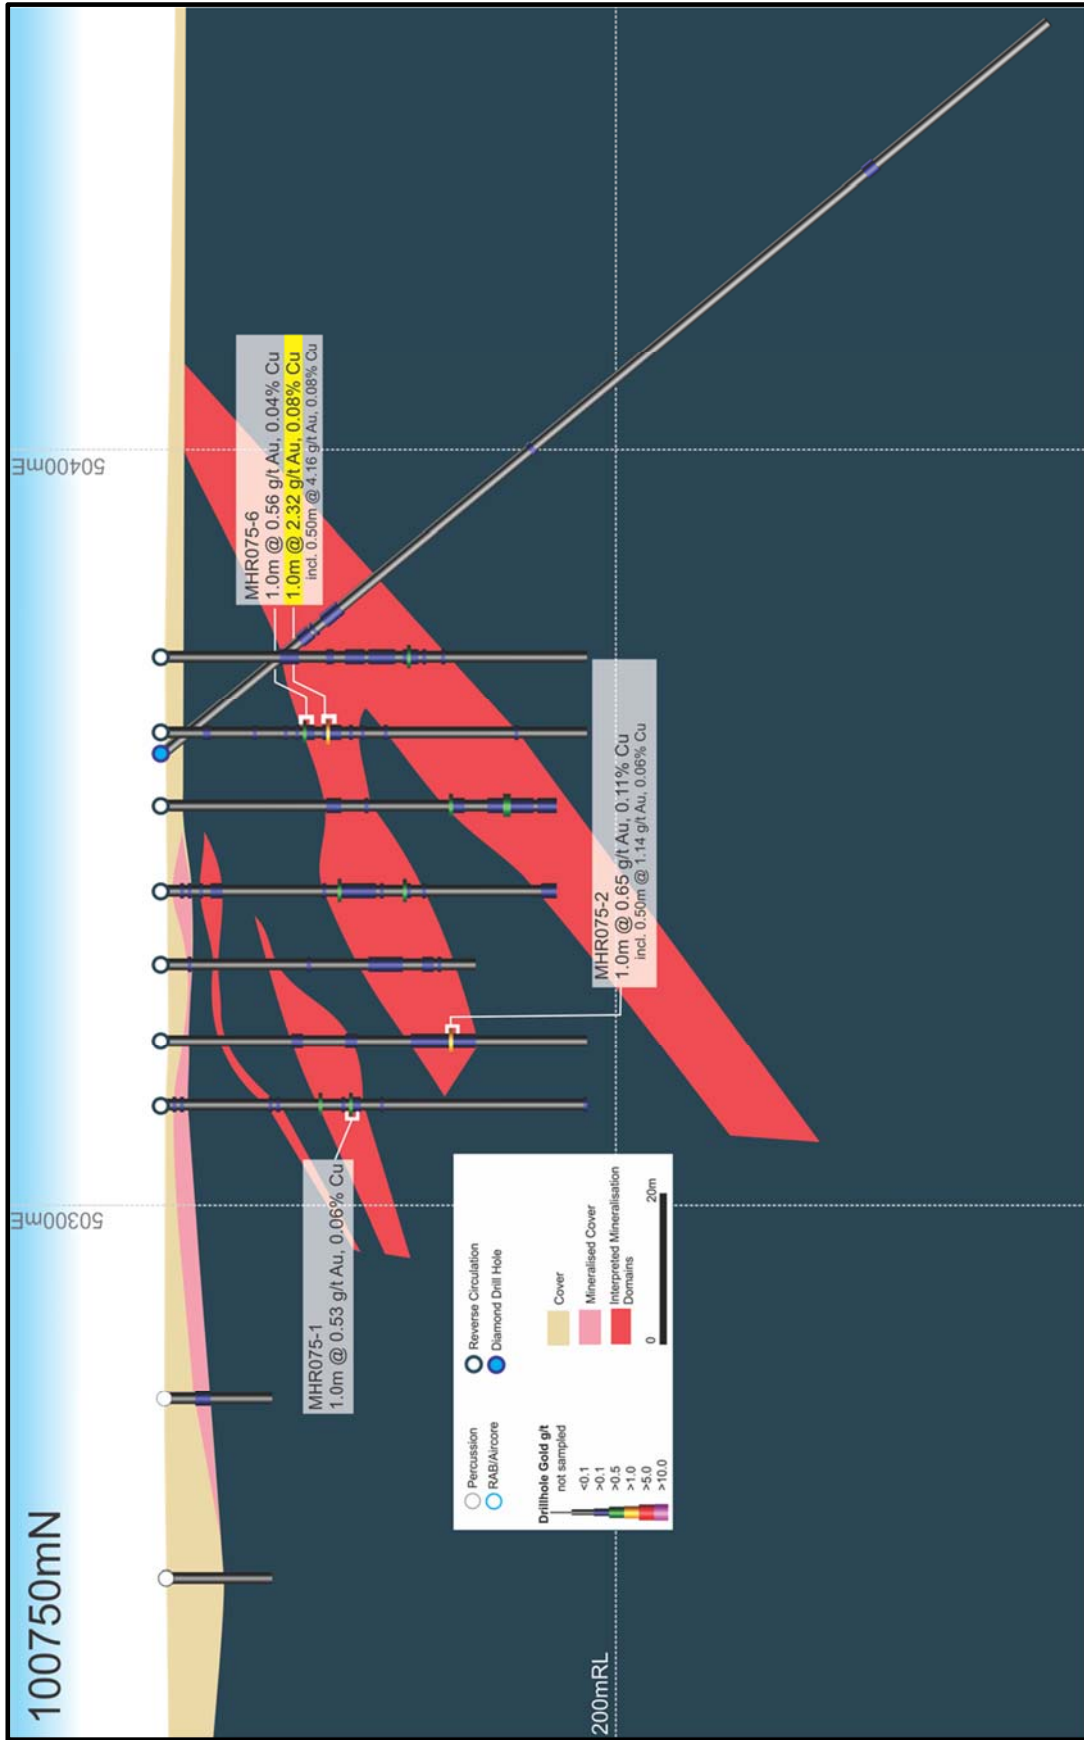 100750mN
50300mE
50400mE
MHR075-6
1.0m @ 0.56 g/t Au, 0.04% Cu
1.0m @ 2.32 g/t Au, 0.08% Cu
incl. 0.50m @ 4.16 g/t Au, 0.08% Cu
MHR075-1
1.0m @ 0.53 g/t Au, 0.06% Cu
MHR075-2
1.0m @ 0.65 g/t Au, 0.11% Cu
incl. 0.50m @ 1.14 g/t Au, 0.06% Cu
200mRL
Percussion
RAB/Aircore
Reverse Circulation
Diamond Drill Hole
Drillhole Gold g/t
not sampled
<0.1
>0.1
>0.5
>1.0
>5.0
>10.0
Cover
Mineralised Cover
Interpreted Mineralisation
Domains
0 20m